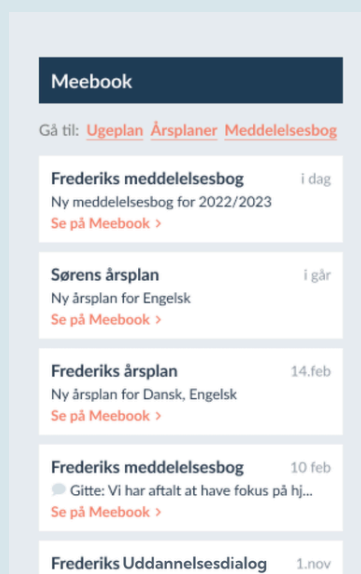 Meebook
Gå til: Ugeplan Årsplaner Meddelelsesbog
Frederiks meddelelsesbog i dag
Ny meddelelsesbog for 2022/2023
Se på Meebook >
Sørens årsplan i går
Ny årsplan for Engelsk
Se på Meebook >
Frederiks årsplan 14.feb
Ny årsplan for Dansk, Engelsk
Se på Meebook >
Frederiks meddelelsesbog 10 feb
Gitte: Vi har aftalt at have fokus på hj...
Se på Meebook >
Frederiks Uddannelsesdialog 1.nov